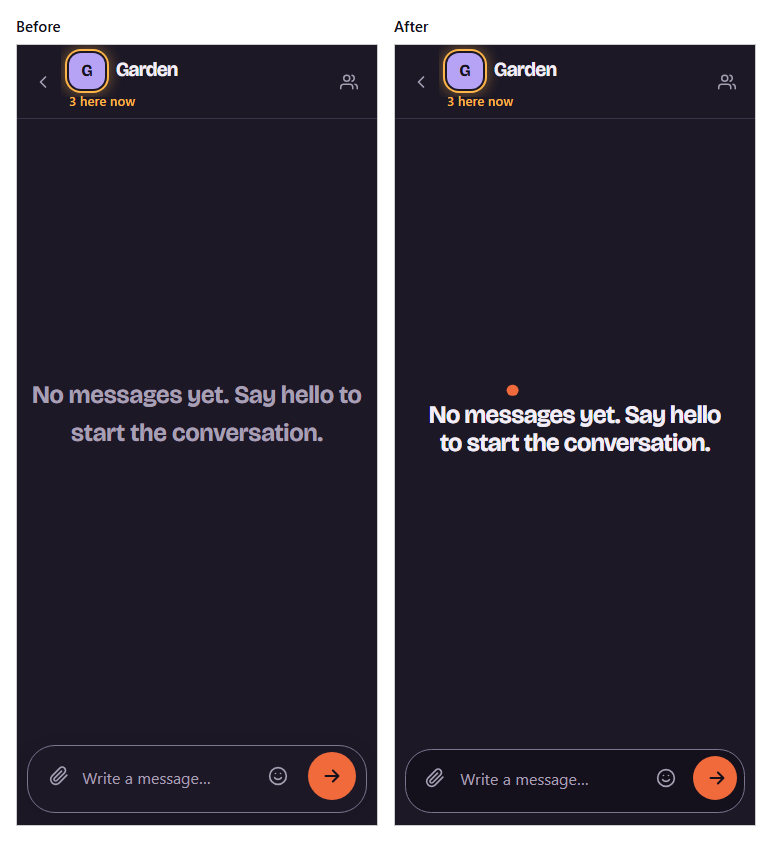 Before
G
Garden
3 here now
No messages yet. Say hello to
start the conversation.
Write a message...
After
G
Garden
3 here now
No messages yet. Say hello
to start the conversation.
Write a message...